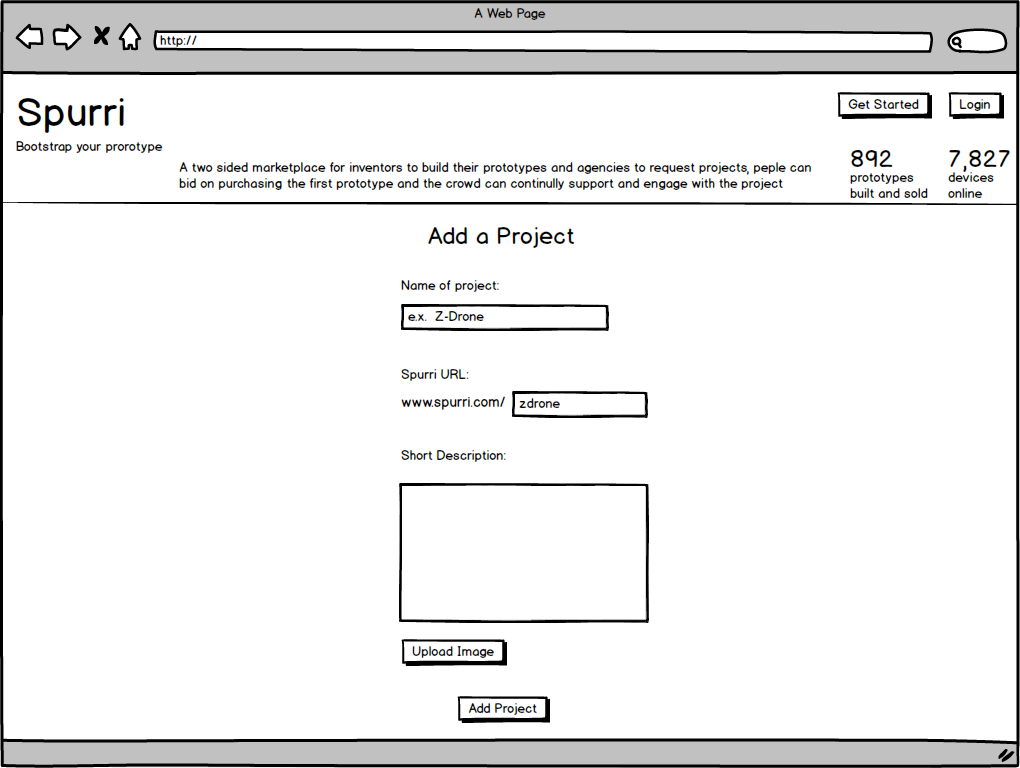 A Web Page
http://
Spurri
Get Started
Login
Bootstrap your prorotype
A two sided marketplace for inventors to build their prototypes and agencies to request projects, peple can
bid on purchasing the first prototype and the crowd can continully support and engage with the project
892
prototypes
built and sold
7,827
devices
online
Add a Project
Name of project:
e.x. Z-Drone
Spurri URL:
www.spurri.com/ zdrone
Short Description:
Upload Image
Add Project